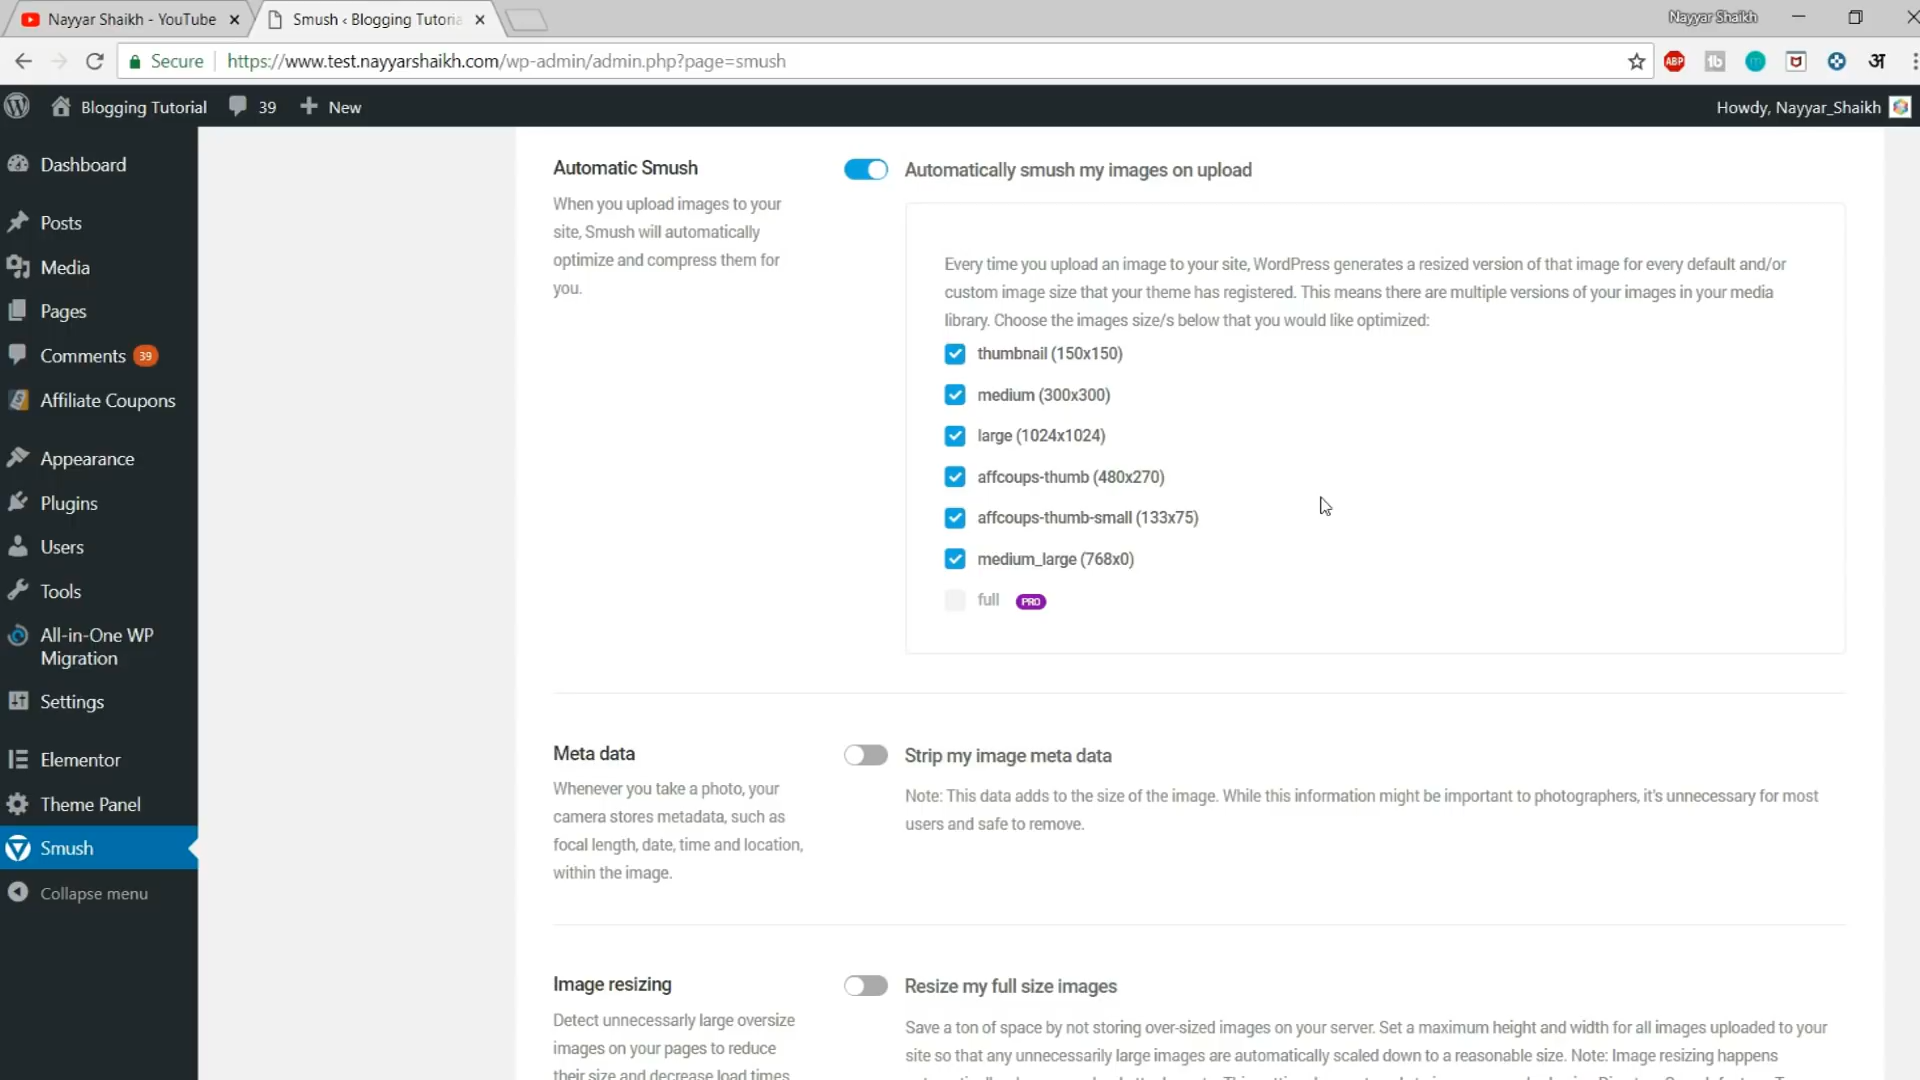 Nayyar Shaikh - YouTube
Smush ‹ Blogging Tutoria
Nayyar Shaikh
Secure
https://www.test.nayyarshaikh.com/wp-admin/admin.php?page=smush
ABP
अ
Blogging Tutorial
39
New
Howdy, Nayyar_Shaikh
Dashboard
Posts
Media
Pages
Comments 39
Affiliate Coupons
Appearance
Plugins
Users
Tools
All-in-One WP
Migration
Settings
Elementor
Theme Panel
Smush
Collapse menu
Automatic Smush
When you upload images to your
site, Smush will automatically
optimize and compress them for
you.
Automatically smush my images on upload
Every time you upload an image to your site, WordPress generates a resized version of that image for every default and/or
custom image size that your theme has registered. This means there are multiple versions of your images in your media
library. Choose the images size/s below that you would like optimized:
thumbnail (150x150)
medium (300x300)
large (1024x1024)
affcoups-thumb (480x270)
affcoups-thumb-small (133x75)
medium_large (768x0)
full PRO
Meta data
Whenever you take a photo, your
camera stores metadata, such as
focal length, date, time and location,
within the image.
Strip my image meta data
Note: This data adds to the size of the image. While this information might be important to photographers, it's unnecessary for most
users and safe to remove.
Image resizing
Detect unnecessarly large oversize
images on your pages to reduce
their size and decrease load times.
Resize my full size images
Save a ton of space by not storing over-sized images on your server. Set a maximum height and width for all images uploaded to your
site so that any unnecessarily large images are automatically scaled down to a reasonable size. Note: Image resizing happens